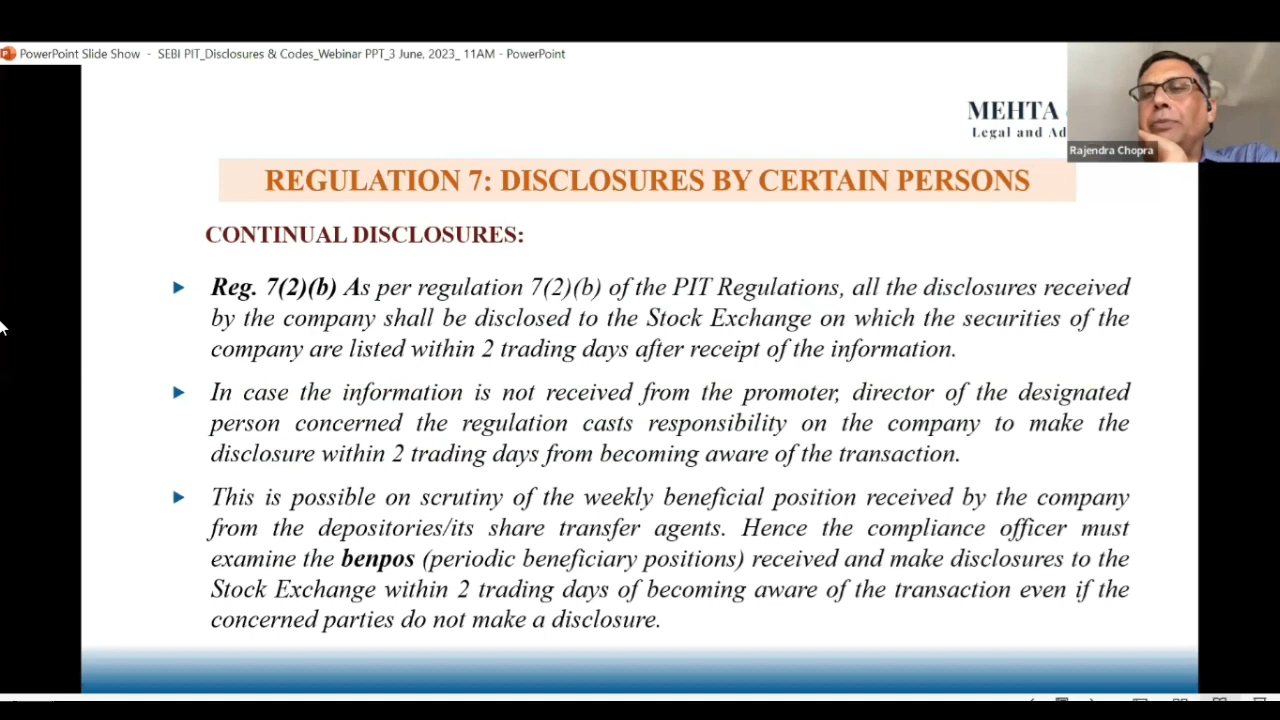 PowerPoint Slide Show - SEBI PIT_Disclosures & Codes_Webinar PPT_3 June, 2023_ 11AM - PowerPoint
MEHTA
Legal and Ad
Rajendra Chopra
REGULATION 7: DISCLOSURES BY CERTAIN PERSONS
CONTINUAL DISCLOSURES:
Reg. 7(2)(b) As per regulation 7(2)(b) of the PIT Regulations, all the disclosures received
by the company shall be disclosed to the Stock Exchange on which the securities of the
company are listed within 2 trading days after receipt of the information.
In case the information is not received from the promoter, director of the designated
person concerned the regulation casts responsibility on the company to make the
disclosure within 2 trading days from becoming aware of the transaction.
This is possible on scrutiny of the weekly beneficial position received by the company
from the depositories/its share transfer agents. Hence the compliance officer must
examine the benpos (periodic beneficiary positions) received and make disclosures to the
Stock Exchange within 2 trading days of becoming aware of the transaction even if the
concerned parties do not make a disclosure.